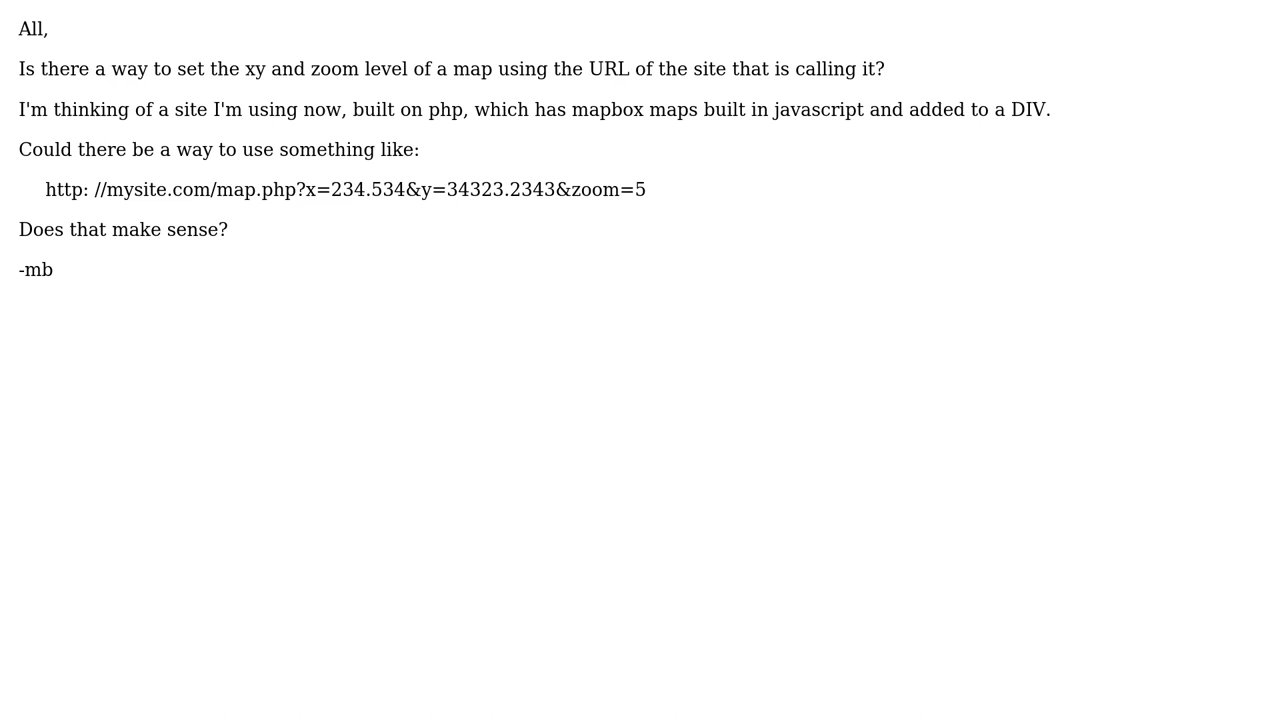 All,
Is there a way to set the xy and zoom level of a map using the URL of the site that is calling it?
I'm thinking of a site I'm using now, built on php, which has mapbox maps built in javascript and added to a DIV.
Could there be a way to use something like:
http: //mysite.com/map.php?x=234.534&y=34323.2343&zoom=5
Does that make sense?
-mb